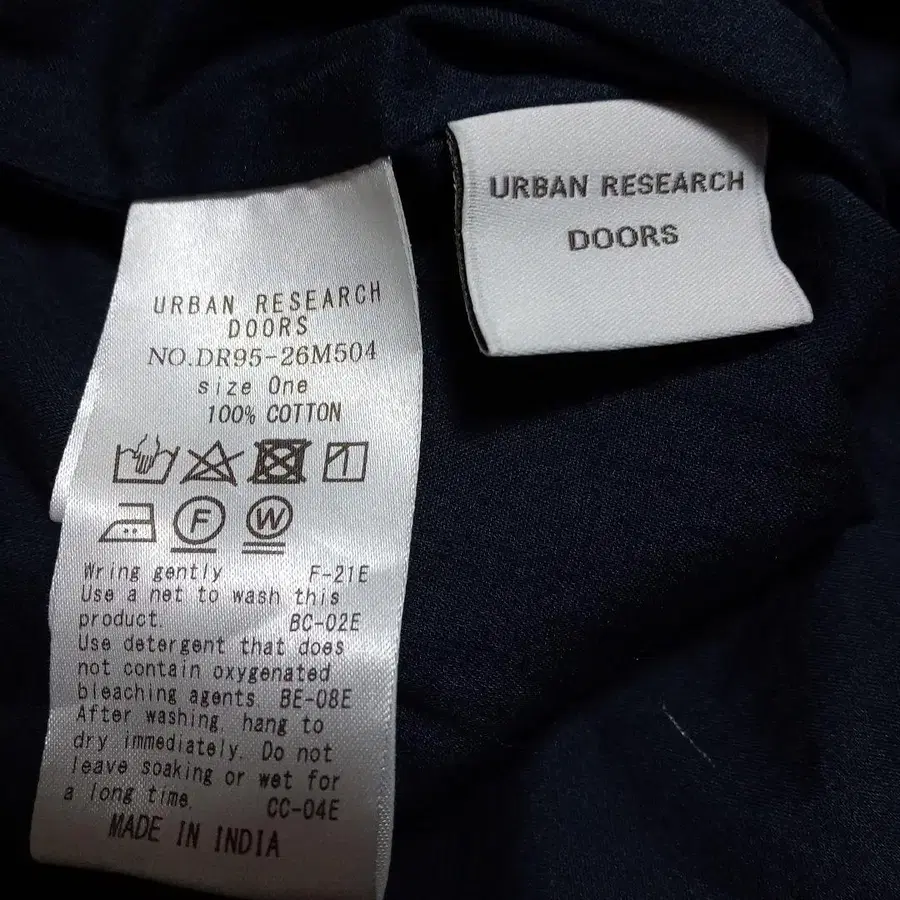 URBAN RESEARCH
DOORS
URBAN RESEARCH
DOORS
NO.DR95-26M504
size One
100% COTTON
F W
Wring gently F-21E
Use a net to wash this
product. BC-02E
Use detergent that does
not contain oxygenated
bleaching agents BE-08E
After washing, hang to
dry immediately. Do not
leave soaking or wet for
a long time. CC-04E
MADE IN INDIA